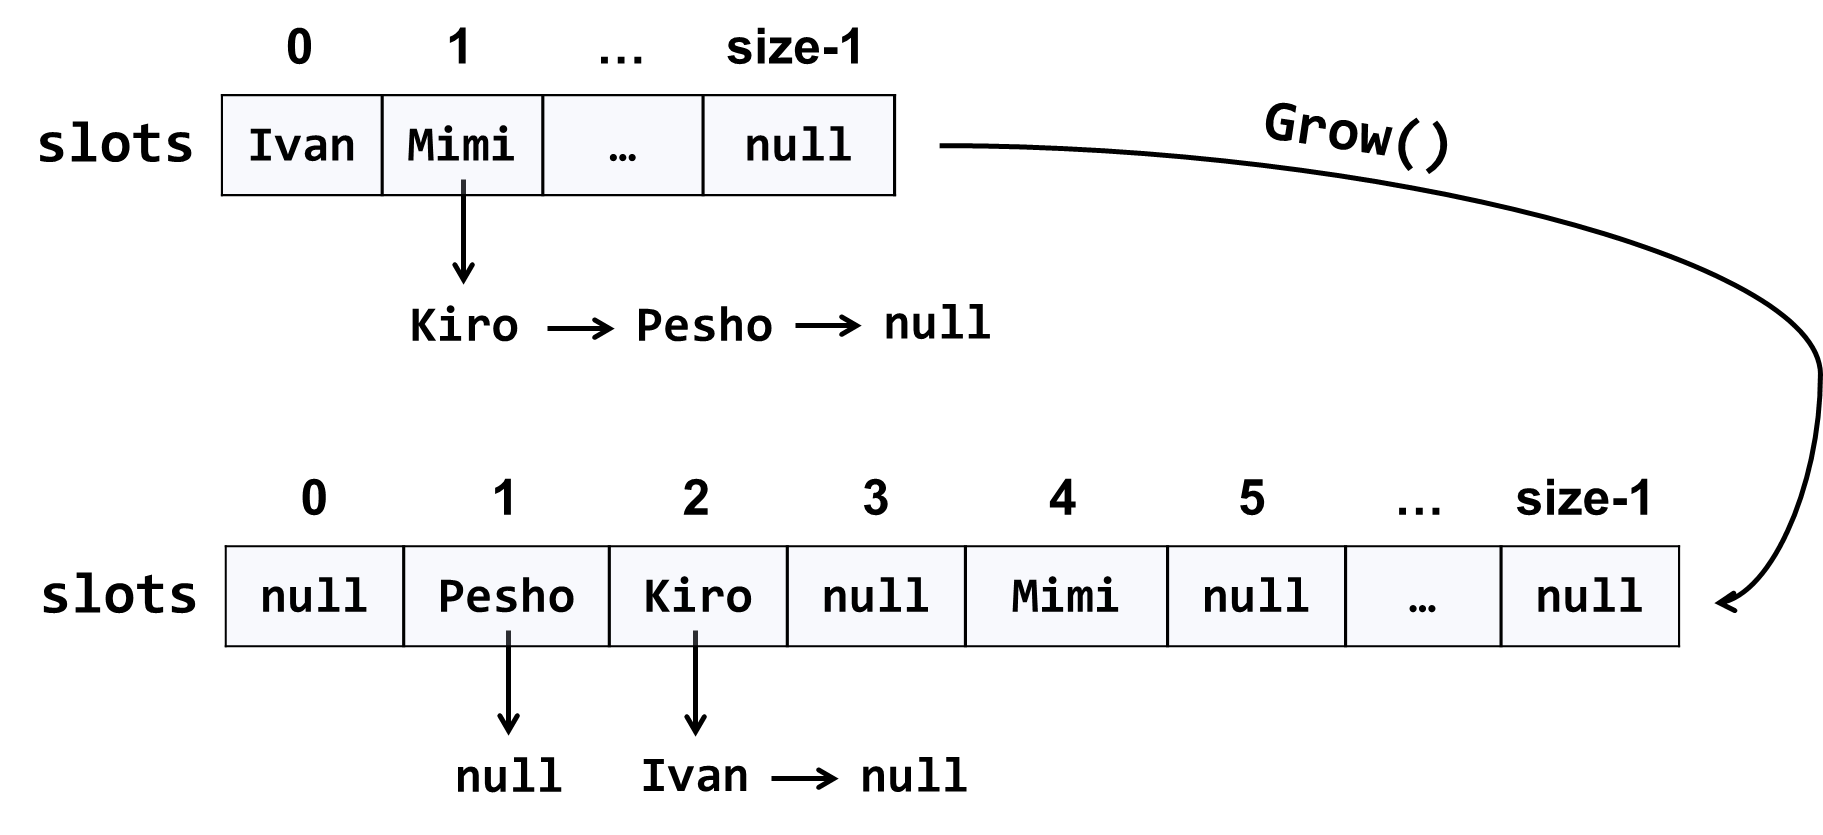 0 1 … size-1
slots Ivan Mimi … null
Grow()
Kiro Pesho null
0 1 2 3 4 5 … size-1
slots null Pesho Kiro null Mimi null … null
null Ivan null